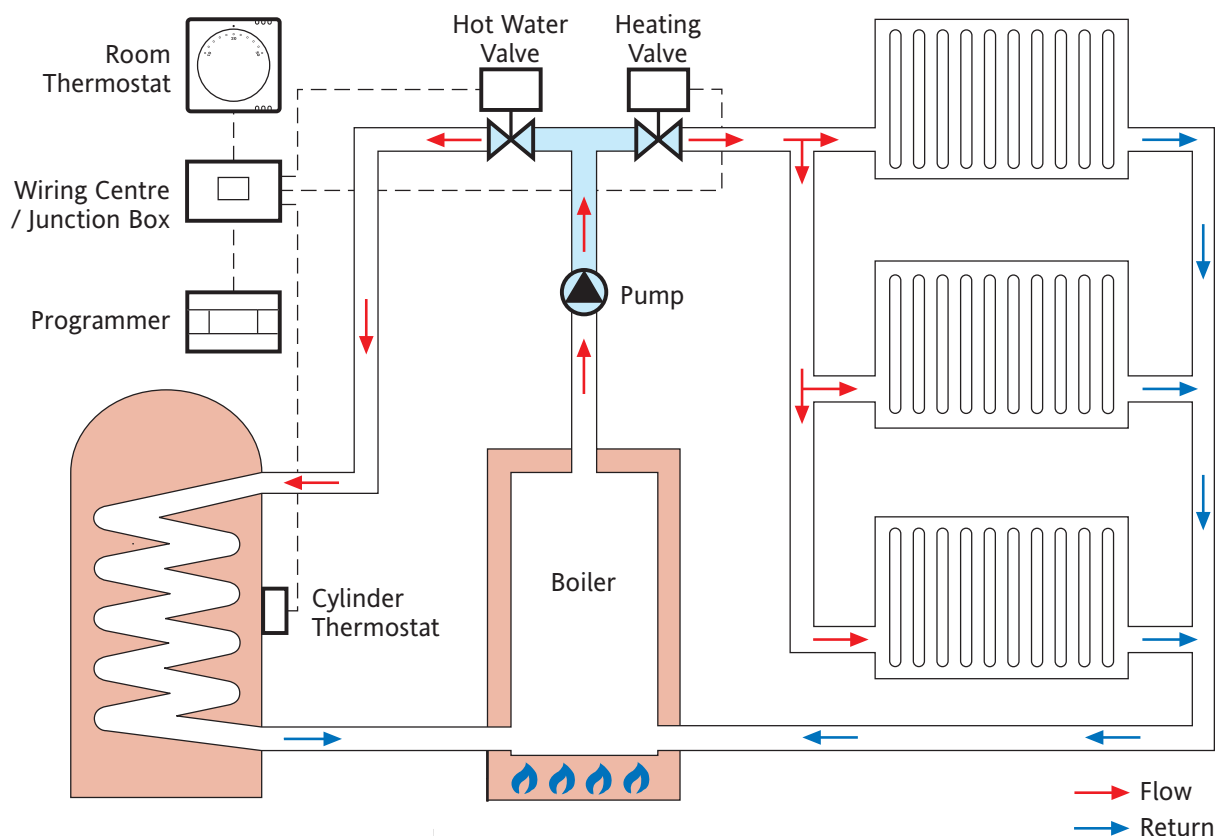 Room
Thermostat
Hot Water
Valve
Heating
Valve
Wiring Centre
/ Junction Box
Programmer
Pump
Boiler
Cylinder
Thermostat
Flow
Return